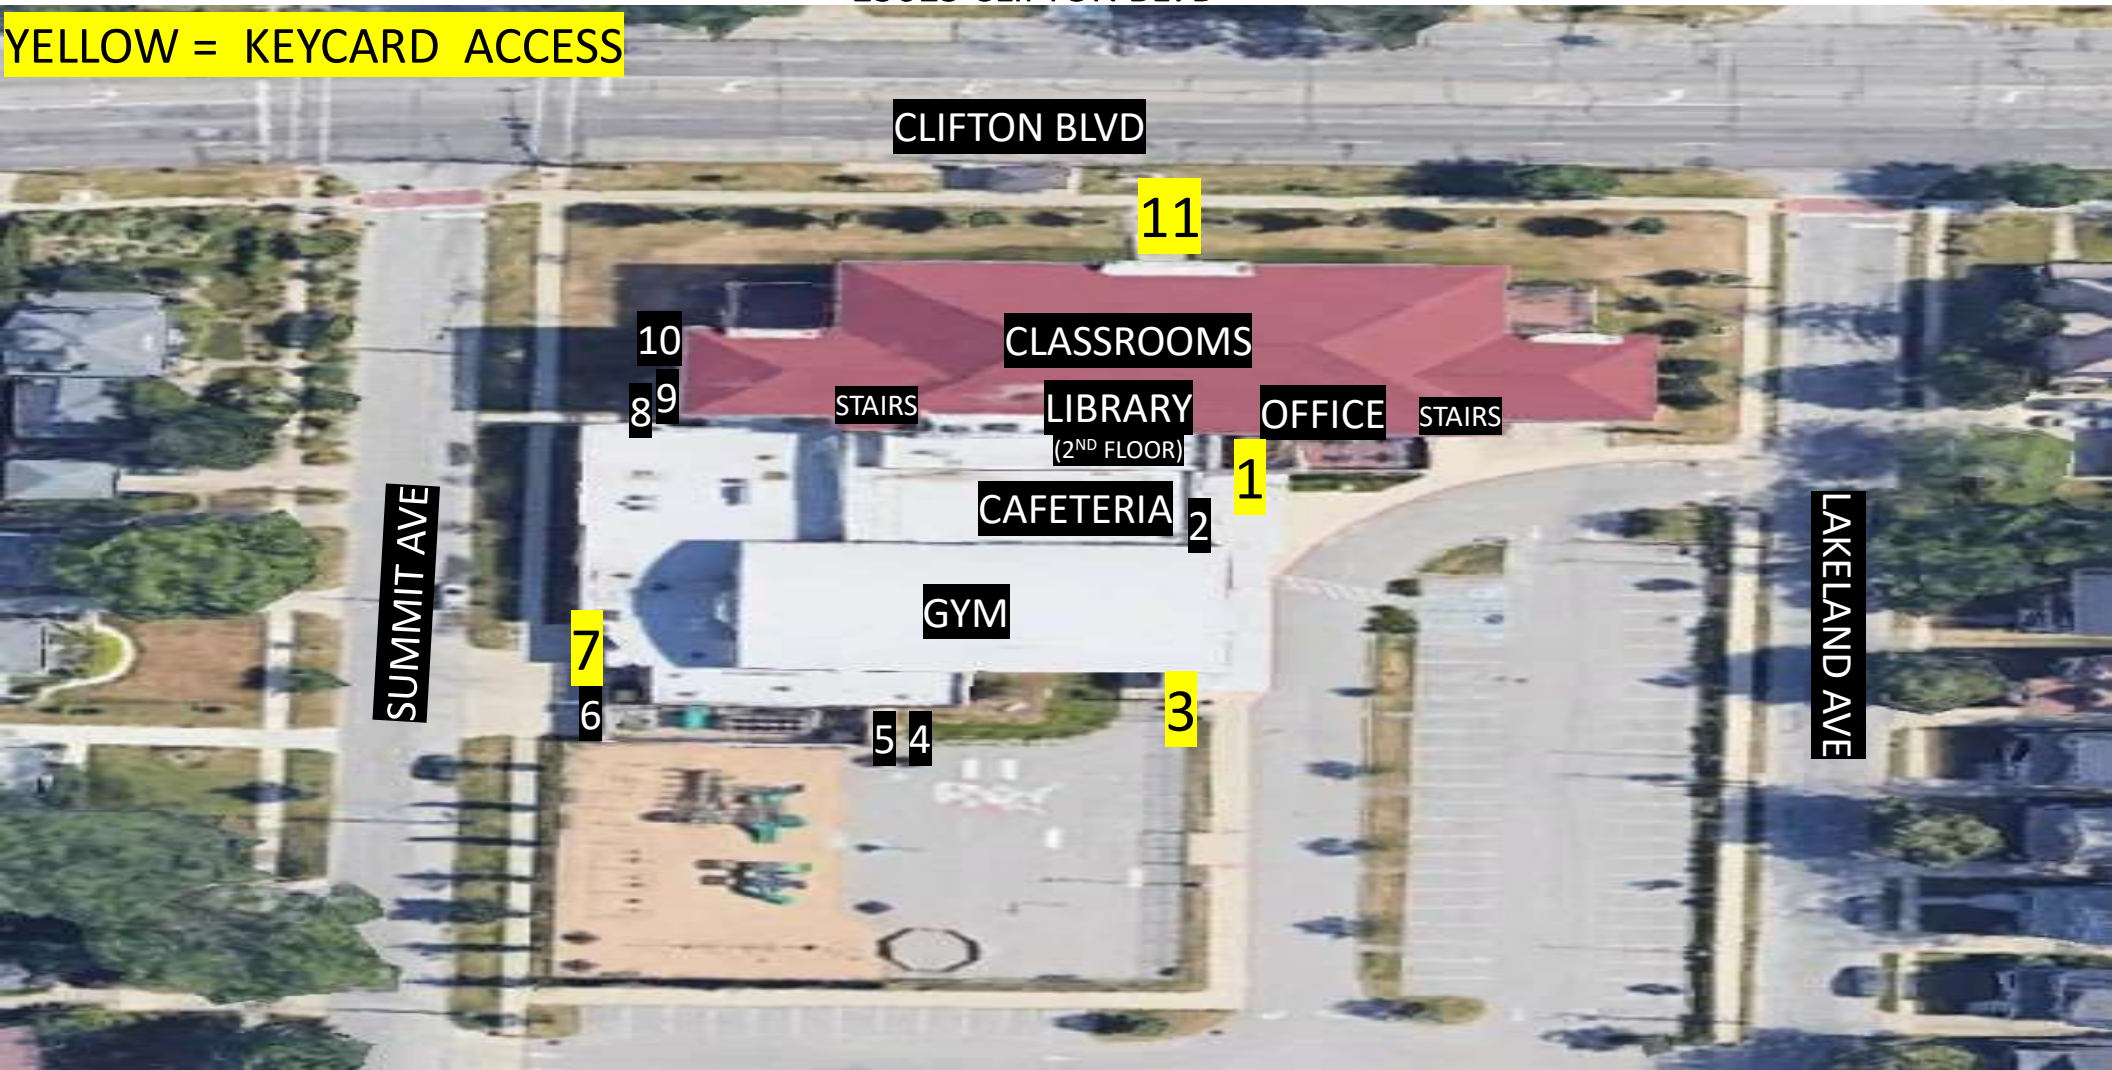 YELLOW = KEYCARD ACCESS
CLIFTON BLVD
11
10
CLASSROOMS
9
8
STAIRS
LIBRARY
(2ND FLOOR)
OFFICE
STAIRS
1
CAFETERIA
2
SUMMIT AVE
LAKELAND AVE
GYM
7
6
3
5
4